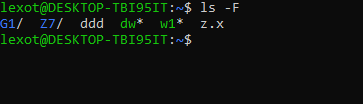 lexot@DESKTOP-TBI95IT:~$ ls -F
G1/  Z7/  ddd  dw*  w1*  z.x
lexot@DESKTOP-TBI95IT:~$